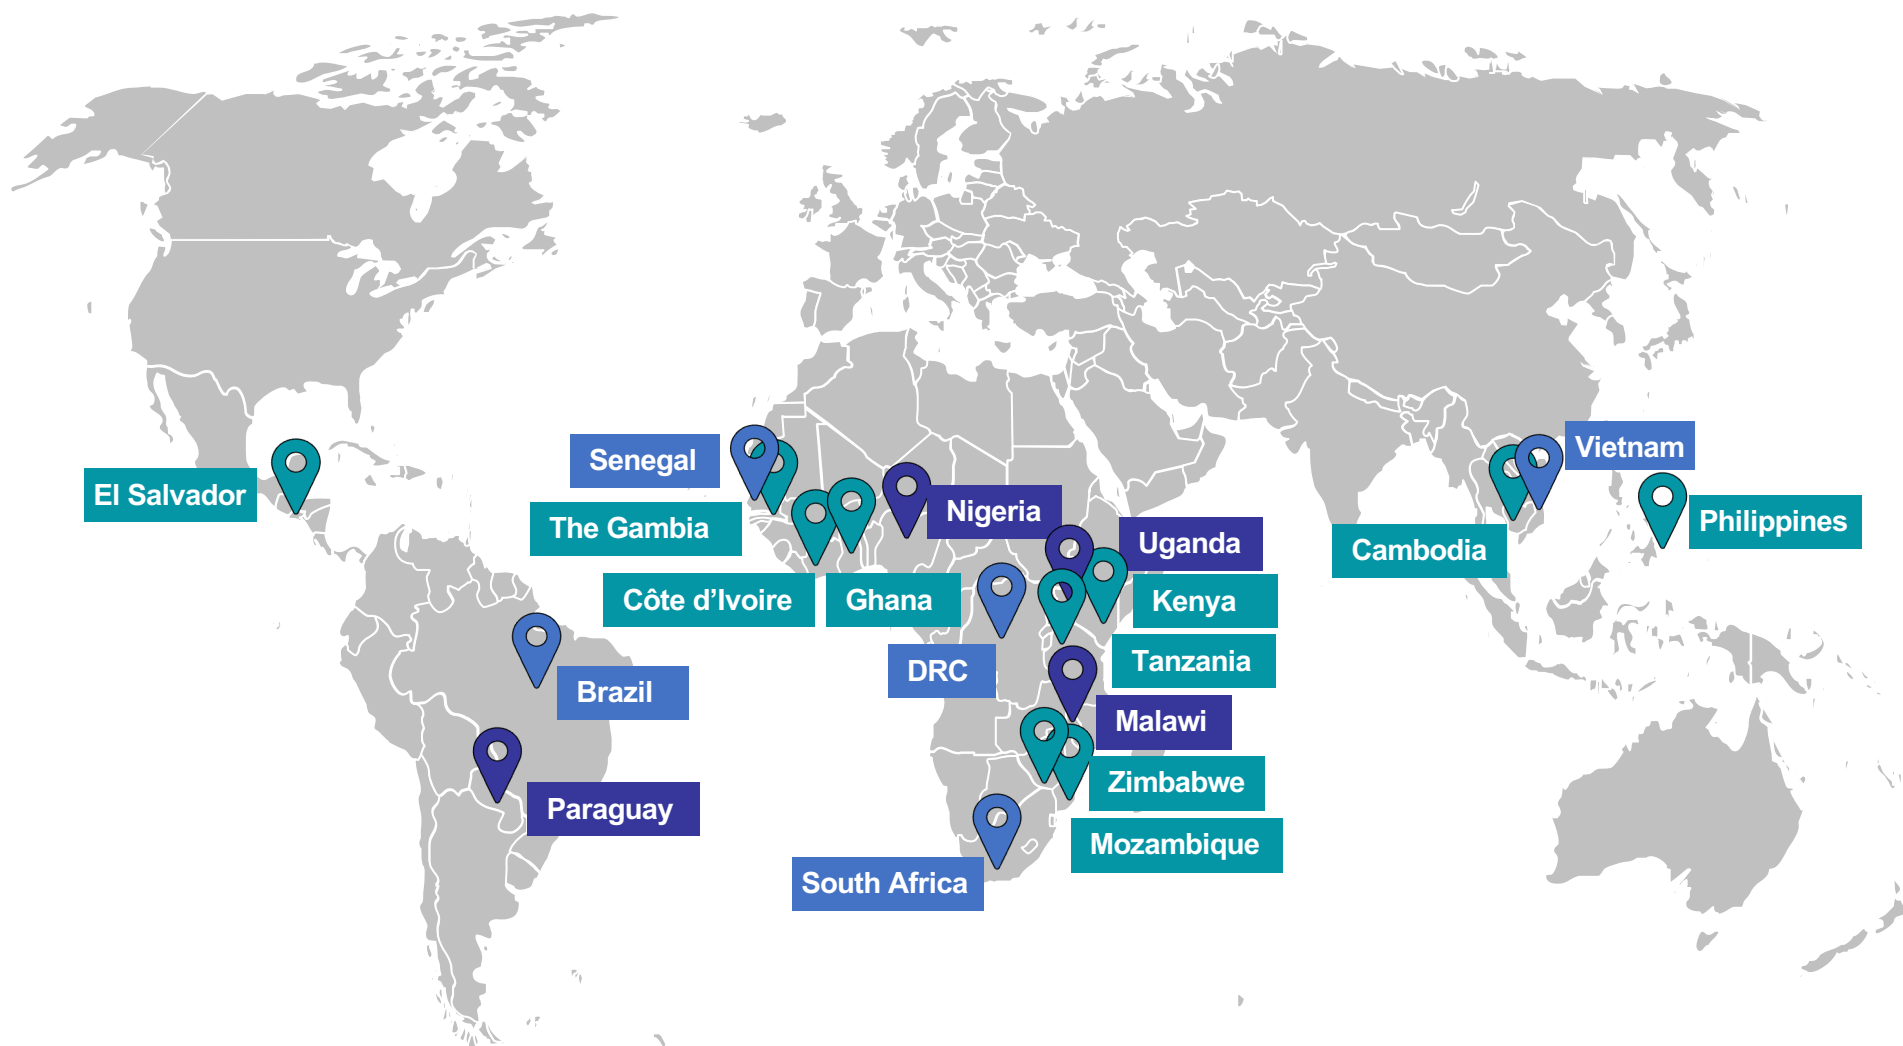 Senegal
Vietnam
El Salvador
Nigeria
Philippines
The Gambia
Uganda
Cambodia
Côte d’Ivoire
Ghana
Kenya
DRC
Tanzania
Brazil
Malawi
Zimbabwe
Paraguay
Mozambique
South Africa